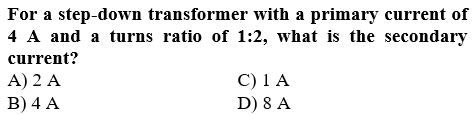 For a step-down transformer with a primary current of
4 A and a turns ratio of 1:2, what is the secondary
current?
A) 2 A C) 1 A
B) 4 A D) 8 A